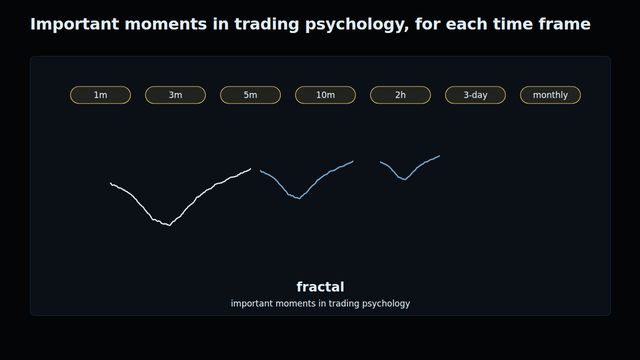 Important moments in trading psychology, for each time frame
1m 3m 5m 10m 2h 3-day monthly
fractal
important moments in trading psychology